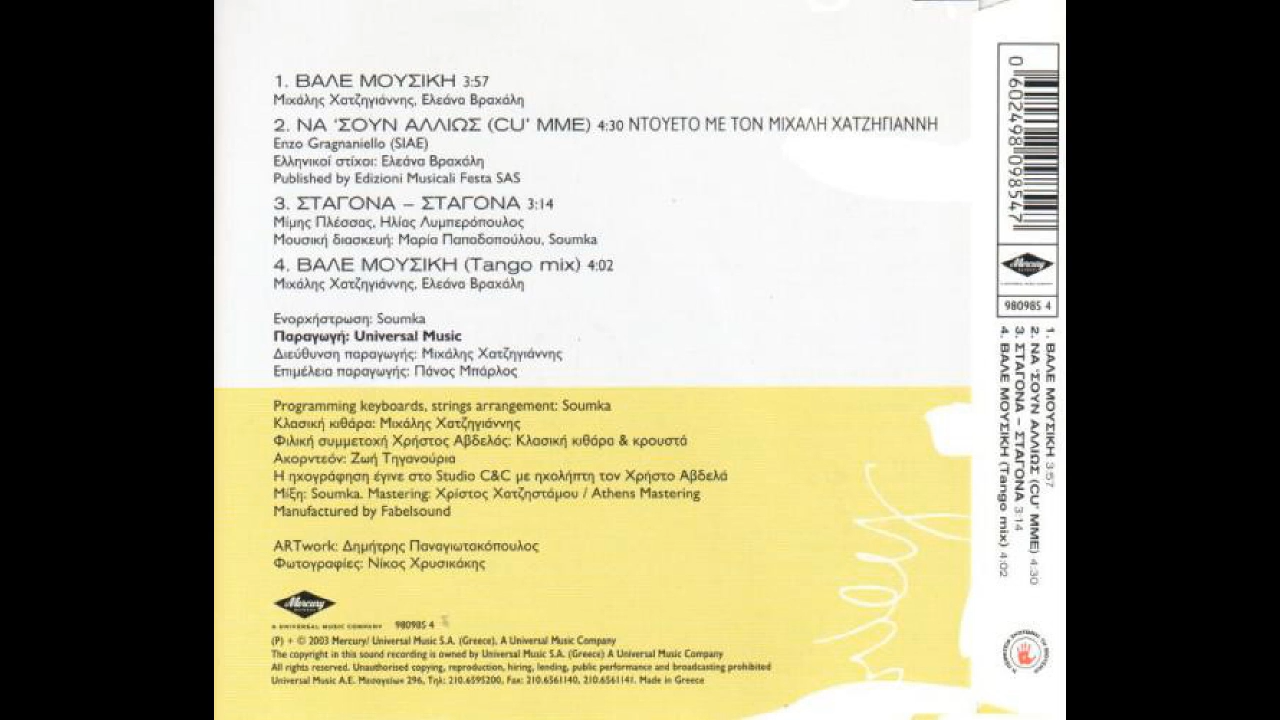 1. ΒΑΛΕ ΜΟΥΣΙΚΗ 3:57
Μιχάλης Χατζηγιάννης, Ελεάνα Βραχάλη
2. ΝΑ 'ΣΟΥΝ ΑΛΛΙΩΣ (CU' MME) 4:30 ΝΤΟΥΕΤΟ ΜΕ ΤΟΝ ΜΙΧΑΛΗ ΧΑΤΖΗΓΙΑΝΝΗ
Enzo Gragnaniello (SIAE)
Ελληνικοί στίχοι: Ελεάνα Βραχάλη
Published by Edizioni Musicali Festa SAS
3. ΣΤΑΓΟΝΑ – ΣΤΑΓΟΝΑ 3:14
Μίμης Πλέσσας, Ηλίας Λυμπερόπουλος
Μουσική διασκευή: Μαρία Παπαδοπούλου, Soumka
4. ΒΑΛΕ ΜΟΥΣΙΚΗ (Tango mix) 4:02
Μιχάλης Χατζηγιάννης, Ελεάνα Βραχάλη
Ενορχήστρωση: Soumka
Παραγωγή: Universal Music
Διεύθυνση παραγωγής: Μιχάλης Χατζηγιάννης
Επιμέλεια παραγωγής: Πάνος Μπάρλος
Programming keyboards, strings arrangement: Soumka
Κλασική κιθάρα: Μιχάλης Χατζηγιάννης
Φιλική συμμετοχή Χρήστος Αβδελάς: Κλασική κιθάρα & κρουστά
Ακορντεόν: Ζωή Τηγανούρια
Η ηχογράφηση έγινε στο Studio C&C με ηχολήπτη τον Χρήστο Αβδελά
Μίξη: Soumka. Mastering: Χρίστος Χατζηστάμου / Athens Mastering
Manufactured by Fabelsound
ARTwork: Δημήτρης Παναγιωτακόπουλος
Φωτογραφίες: Νίκος Χρυσικάκης
Mercury
A UNIVERSAL MUSIC COMPANY 980985 4
(P) + © 2003 Mercury/ Universal Music S.A. (Greece), A Universal Music Company
The copyright in this sound recording is owned by Universal Music S.A. (Greece) A Universal Music Company
All rights reserved. Unauthorised copying, reproduction, hiring, lending, public performance and broadcasting prohibited
Universal Music A.E. Μεσογείων 296, Τηλ: 210.6595200, Fax: 210.6561140, 210.6561141. Made in Greece
0 602498 098547
Mercury
980985 4
1. ΒΑΛΕ ΜΟΥΣΙΚΗ 3:57
2. ΝΑ 'ΣΟΥΝ ΑΛΛΙΩΣ (CU' MME) 4:30
3. ΣΤΑΓΟΝΑ – ΣΤΑΓΟΝΑ 3:14
4. ΒΑΛΕ ΜΟΥΣΙΚΗ (Tango mix) 4:02